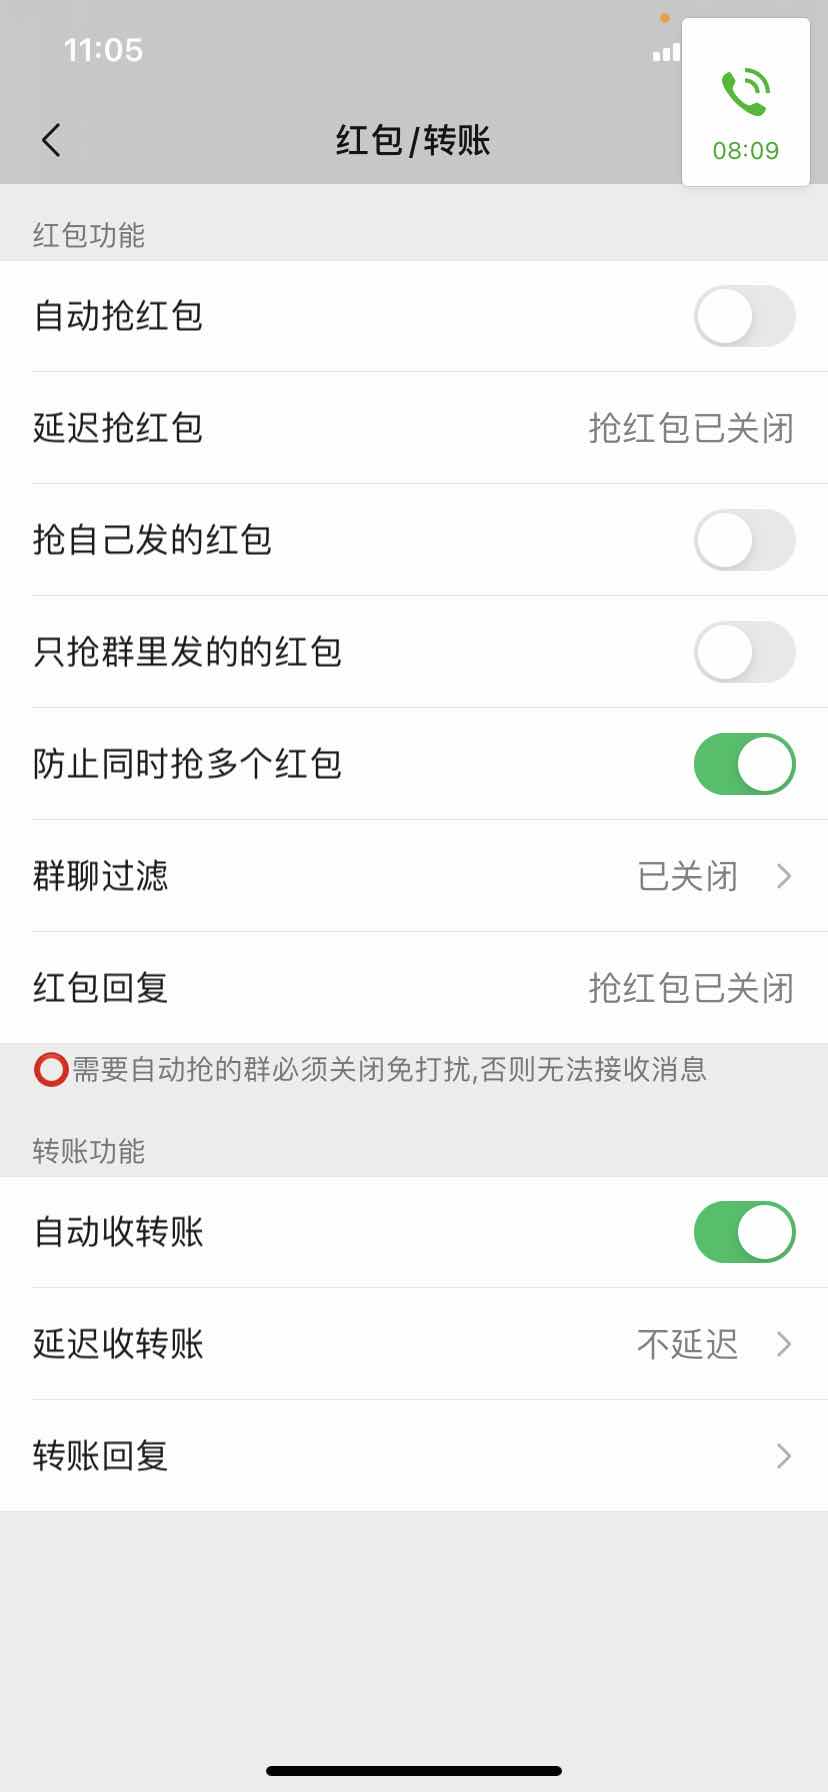 11:05
红包/转账
08:09
红包功能
自动抢红包
延迟抢红包 抢红包已关闭
抢自己发的红包
只抢群里发的的红包
防止同时抢多个红包
群聊过滤 已关闭
红包回复 抢红包已关闭
⭕需要自动抢的群必须关闭免打扰,否则无法接收消息
转账功能
自动收转账
延迟收转账 不延迟
转账回复